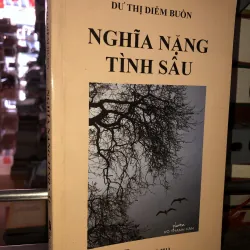 DƯ THỊ DIỄM BUỒN
NGHĨA NẶNG
TÌNH SÂU